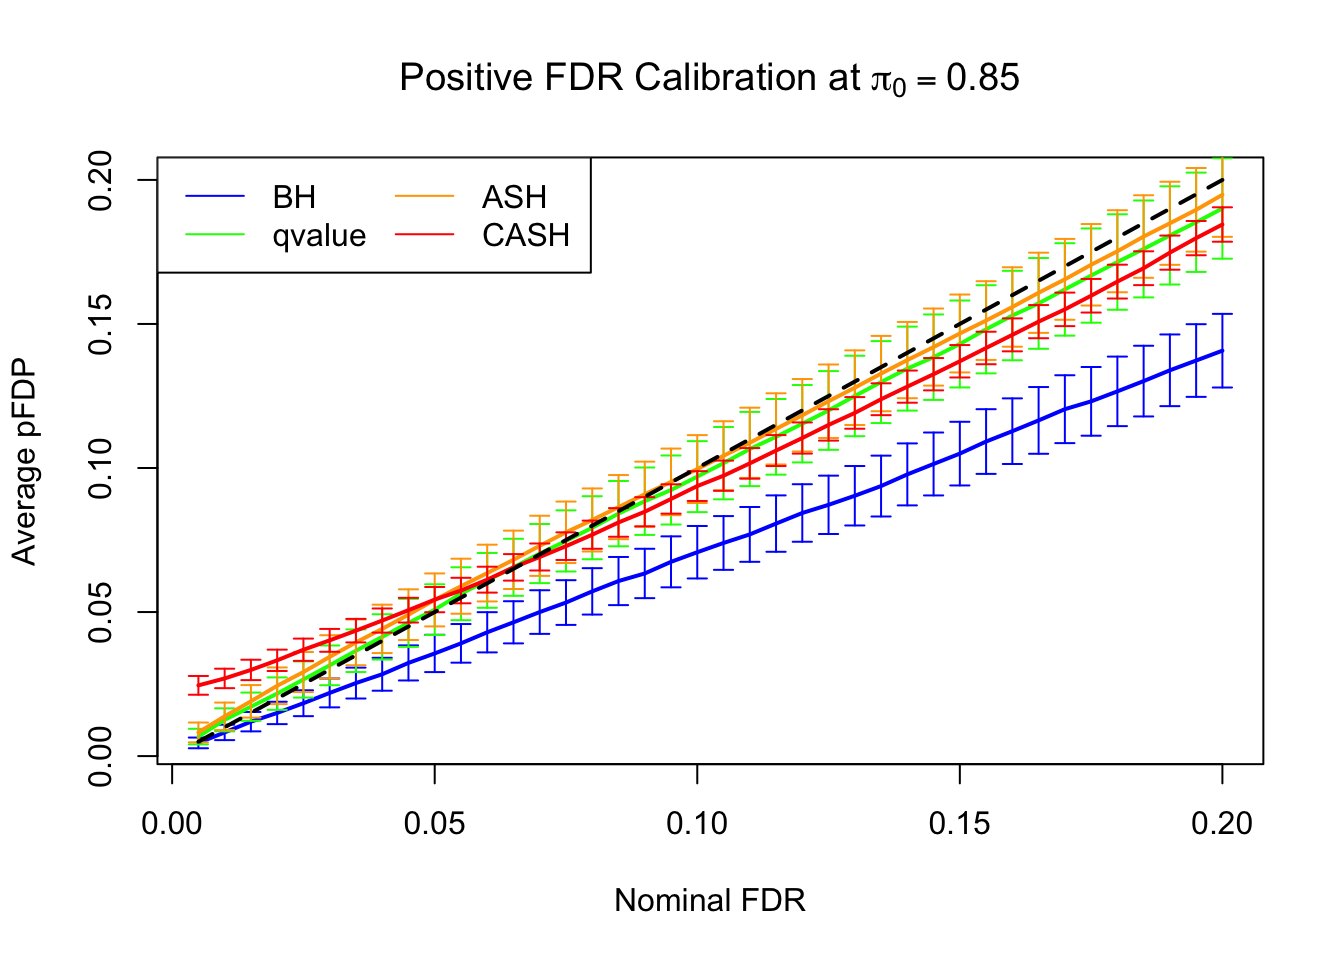 Positive FDR Calibration at π₀ = 0.85
BH ASH
qvalue CASH
Average pFDP
0.20
0.15
0.10
0.05
0.00
0.00 0.05 0.10 0.15 0.20
Nominal FDR